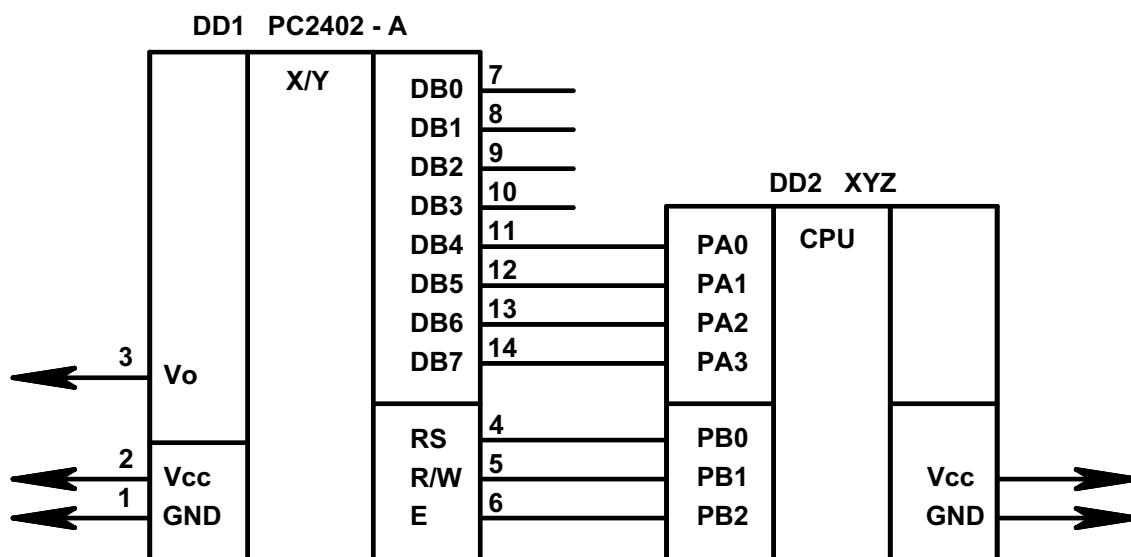 DD1 PC2402 - A
X/Y
DB0 7
DB1 8
DB2 9
DB3 10
DB4 11
DB5 12
DB6 13
DB7 14
3 Vo
RS 4
R/W 5
E 6
2 Vcc
1 GND
DD2 XYZ
CPU
PA0
PA1
PA2
PA3
PB0
PB1
PB2
Vcc
GND